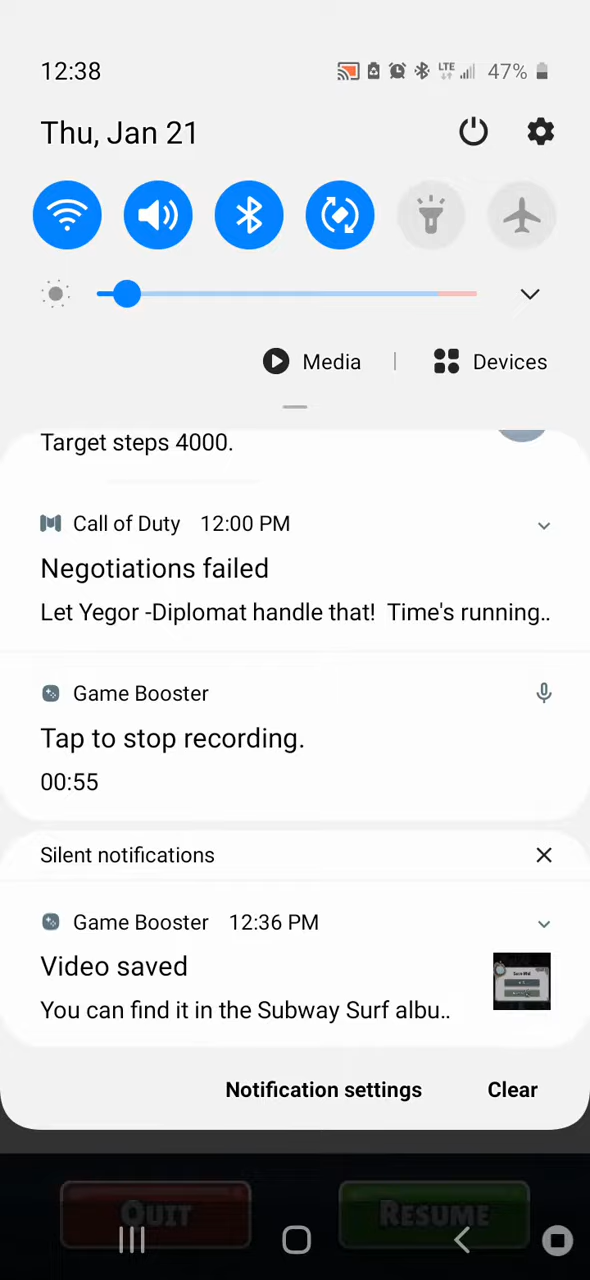 12:38
LTE 47%
Thu, Jan 21
Media | Devices
Target steps 4000.
Call of Duty 12:00 PM
Negotiations failed
Let Yegor -Diplomat handle that! Time's running..
Game Booster
Tap to stop recording.
00:55
Silent notifications
Game Booster 12:36 PM
Video saved
You can find it in the Subway Surf albu..
Notification settings Clear
QUIT RESUME